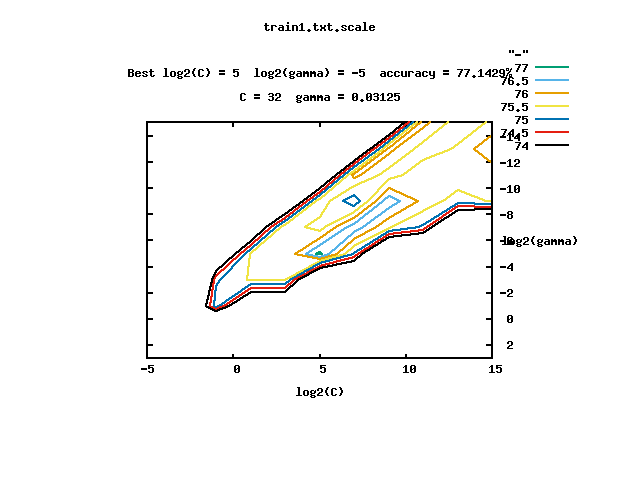 train1.txt.scale
"-"
Best log2(C) = 5  log2(gamma) = -5  accuracy = 77.1429%
77
76.5
C = 32  gamma = 0.03125
76
75.5
75
74.5
74
-14
-12
-10
-8
-6
log2(gamma)
-4
-2
0
2
-5 0 5 10 15
log2(C)